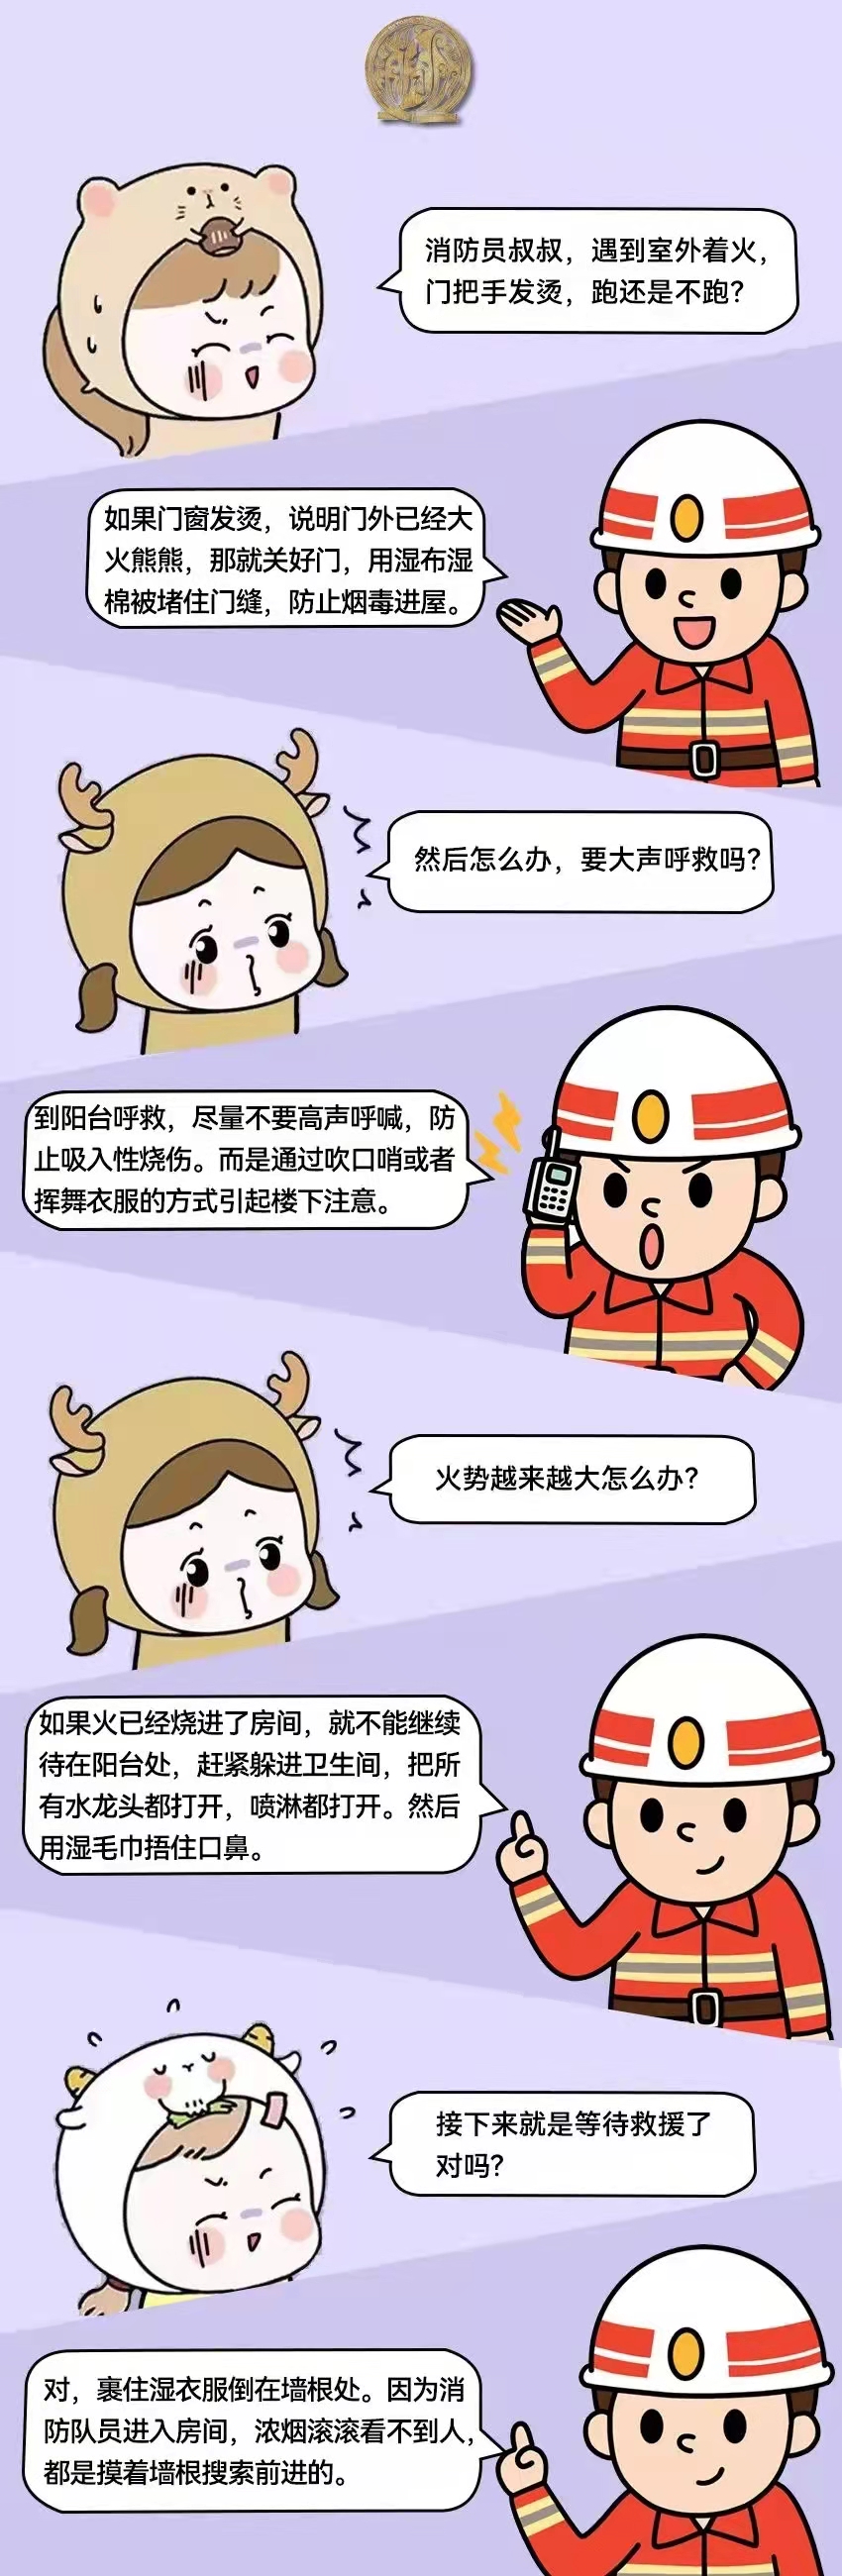 消防员叔叔，遇到室外着火，
门把手发烫，跑还是不跑？
如果门窗发烫，说明门外已经大
火熊熊，那就关好门，用湿布湿
棉被堵住门缝，防止烟毒进屋。
然后怎么办，要大声呼救吗？
到阳台呼救，尽量不要高声呼喊，防
止吸入性烧伤。而是通过吹口哨或者
挥舞衣服的方式引起楼下注意。
火势越来越大怎么办？
如果火已经烧进了房间，就不能继续
待在阳台处，赶紧躲进卫生间，把所
有水龙头都打开，喷淋都打开。然后
用湿毛巾捂住口鼻。
接下来就是等待救援了
对吗？
对，裹住湿衣服倒在墙根处。因为消
防队员进入房间，浓烟滚滚看不到人，
都是摸着墙根搜索前进的。